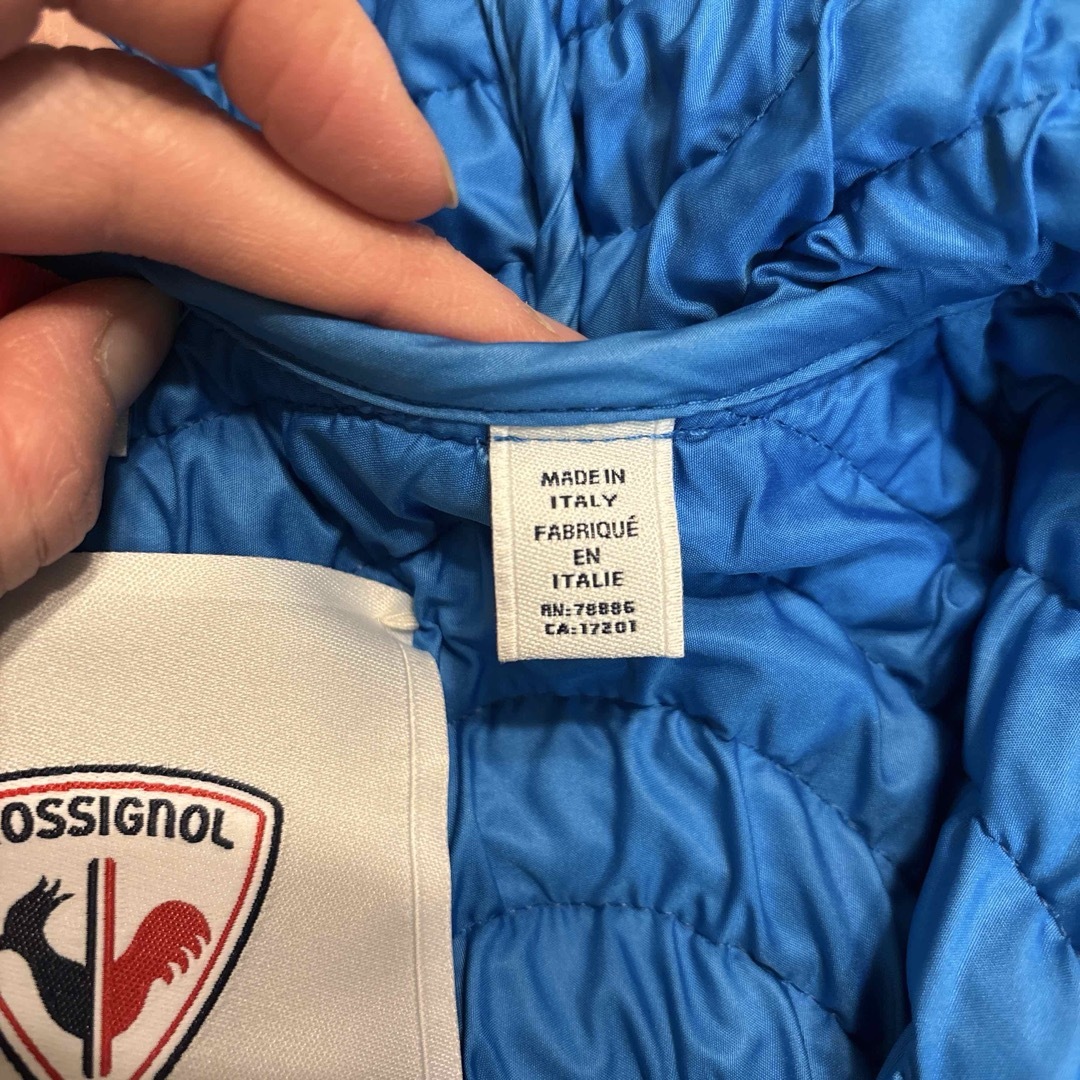 MADE IN
ITALY
FABRIQUÉ
EN
ITALIE
RN:78886
CA:17201
OSSIGNOL